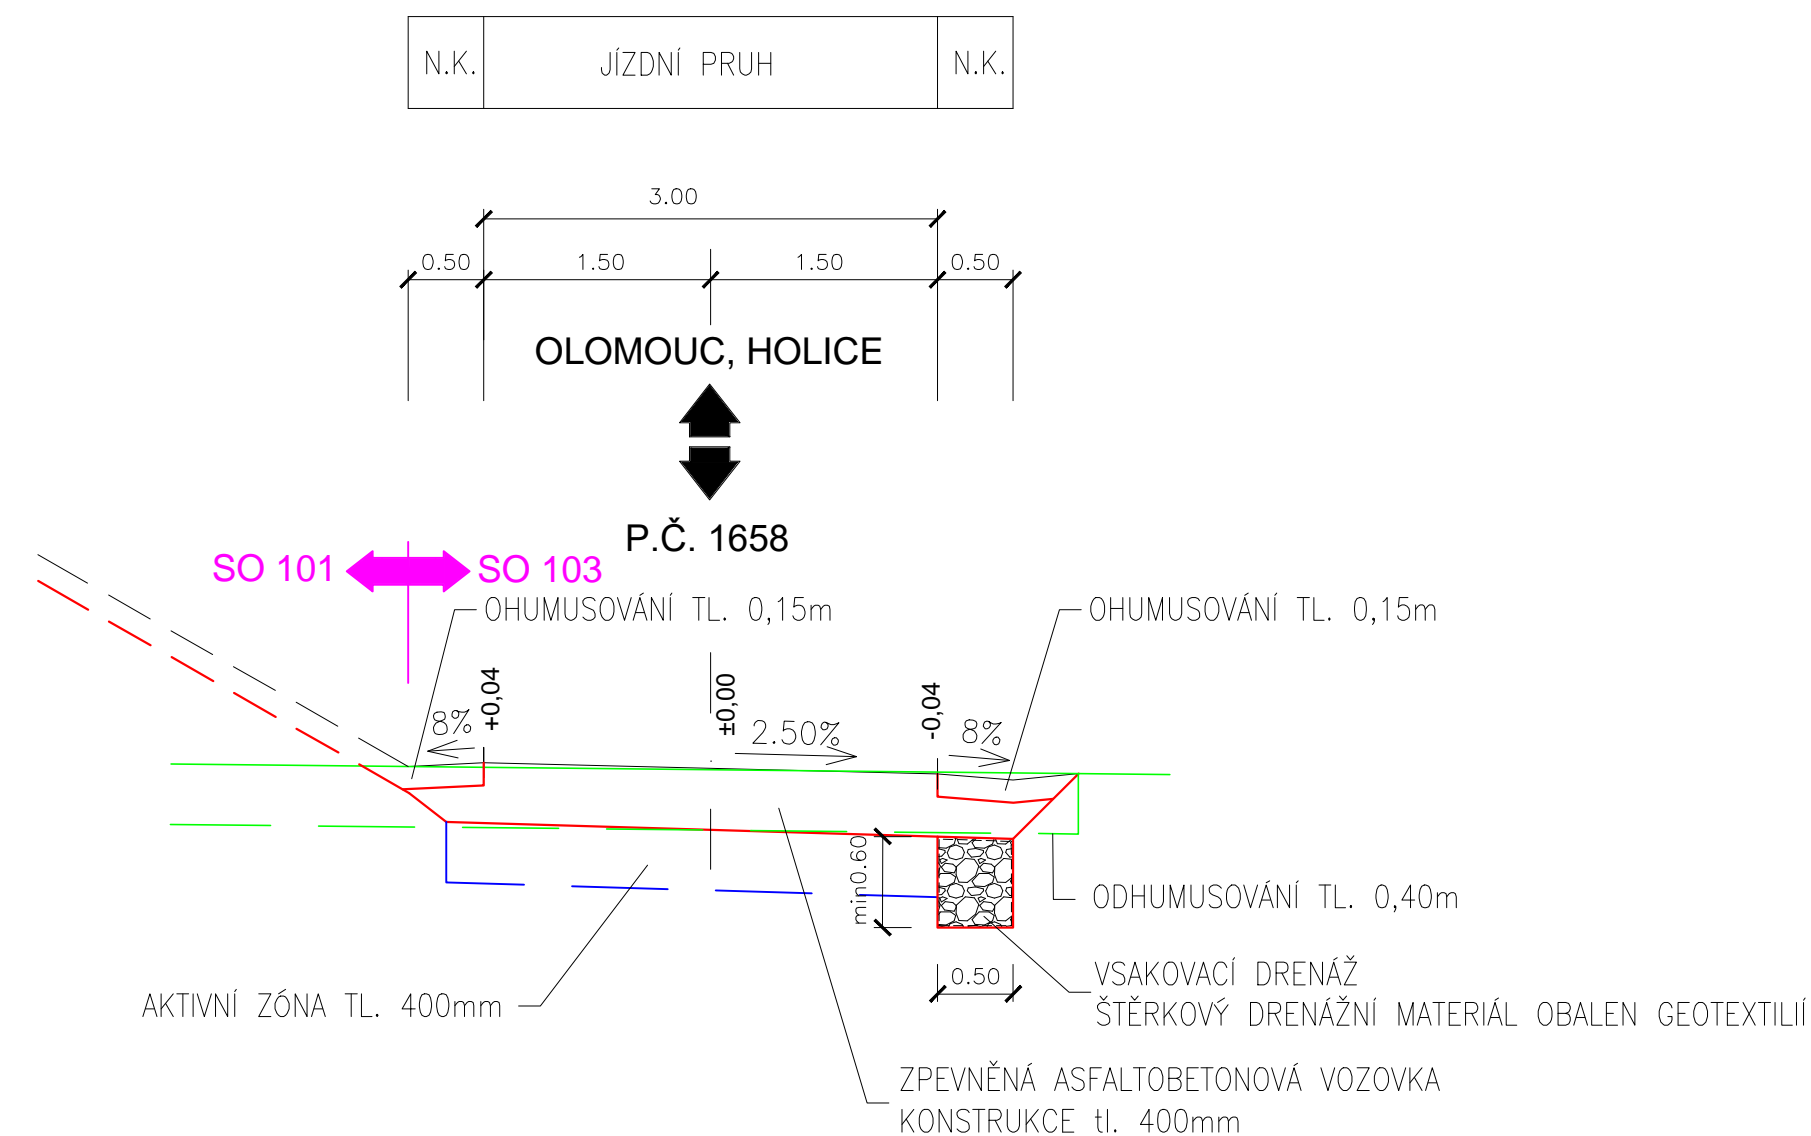 N.K. JÍZDNÍ PRUH N.K.
3.00
0.50 1.50 1.50 0.50
OLOMOUC, HOLICE
P.Č. 1658
SO 101 SO 103
OHUMUSOVÁNÍ TL. 0,15m OHUMUSOVÁNÍ TL. 0,15m
8% +0,04 ±0,00 2.50% -0,04 8%
min0.60
ODHUMUSOVÁNÍ TL. 0,40m
0.50
VSAKOVACÍ DRENÁŽ
ŠTĚRKOVÝ DRENÁŽNÍ MATERIÁL OBALEN GEOTEXTILIÍ
AKTIVNÍ ZÓNA TL. 400mm
ZPEVNĚNÁ ASFALTOBETONOVÁ VOZOVKA
KONSTRUKCE tl. 400mm